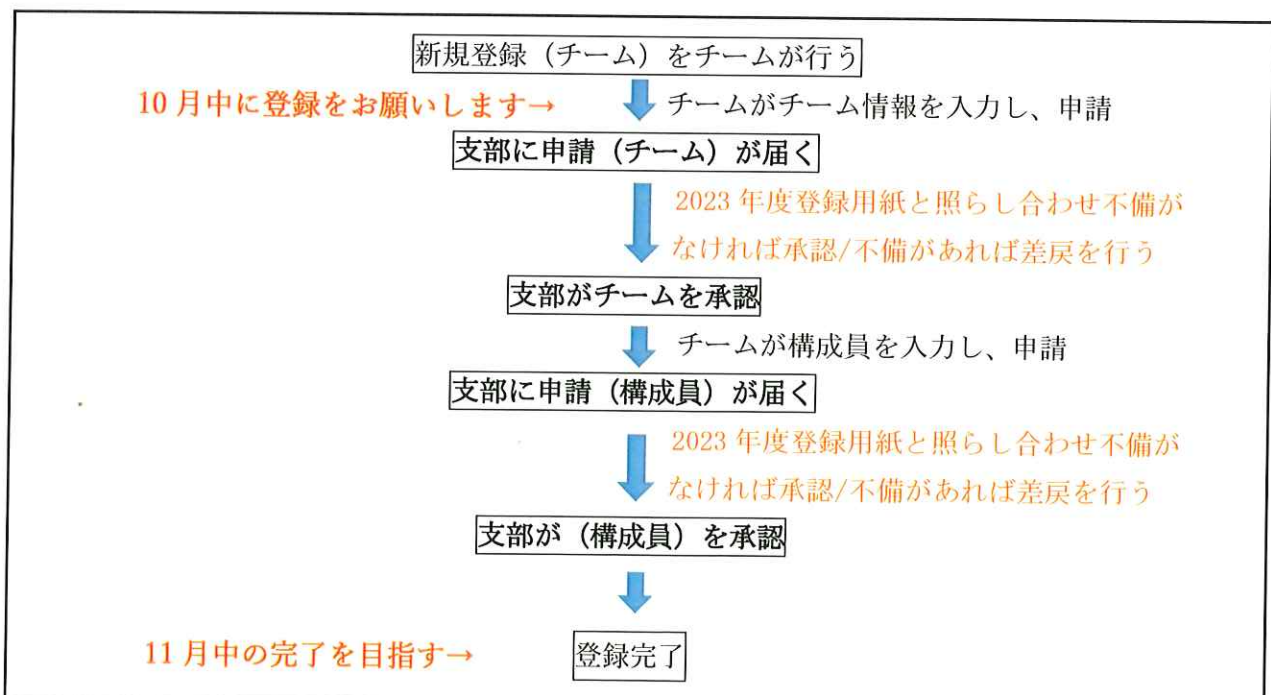 新規登録（チーム）をチームが行う
10月中に登録をお願いします→
チームがチーム情報を入力し、申請
支部に申請（チーム）が届く
2023年度登録用紙と照らし合わせ不備が
なければ承認/不備があれば差戻を行う
支部がチームを承認
チームが構成員を入力し、申請
支部に申請（構成員）が届く
2023年度登録用紙と照らし合わせ不備が
なければ承認/不備があれば差戻を行う
支部が（構成員）を承認
11月中の完了を目指す→
登録完了